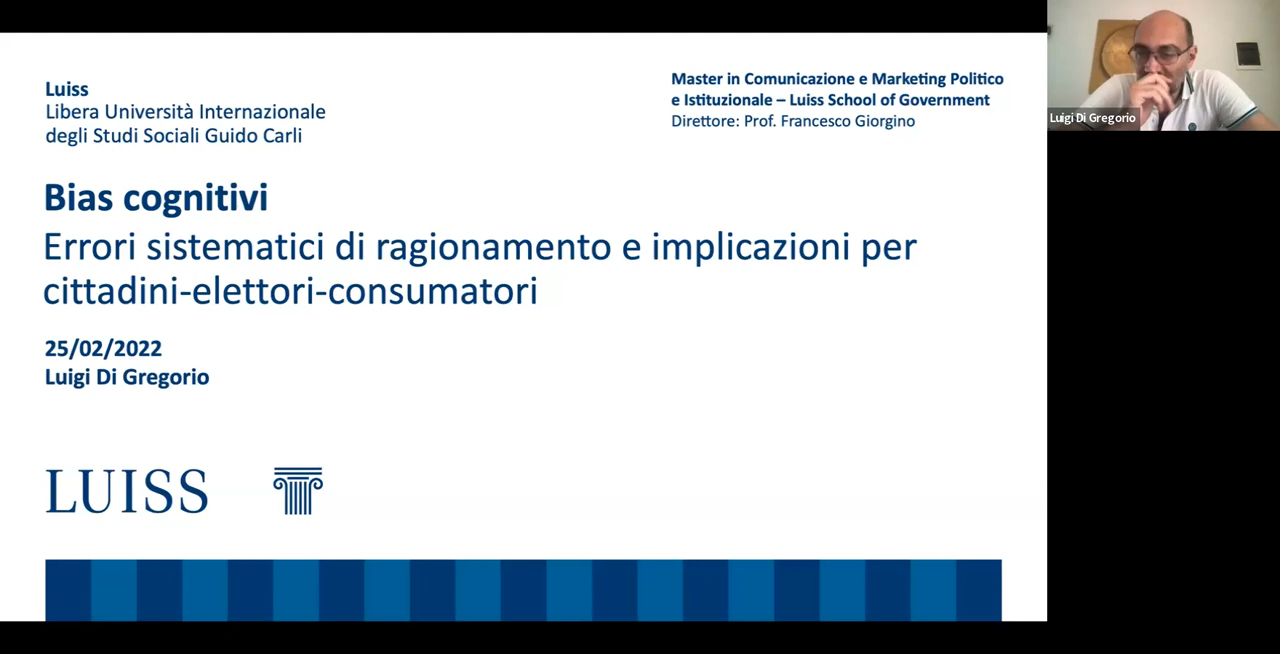 Luiss
Libera Università Internazionale
degli Studi Sociali Guido Carli
Master in Comunicazione e Marketing Politico
e Istituzionale – Luiss School of Government
Direttore: Prof. Francesco Giorgino
Bias cognitivi
Errori sistematici di ragionamento e implicazioni per
cittadini-elettori-consumatori
25/02/2022
Luigi Di Gregorio
LUISS
Luigi Di Gregorio